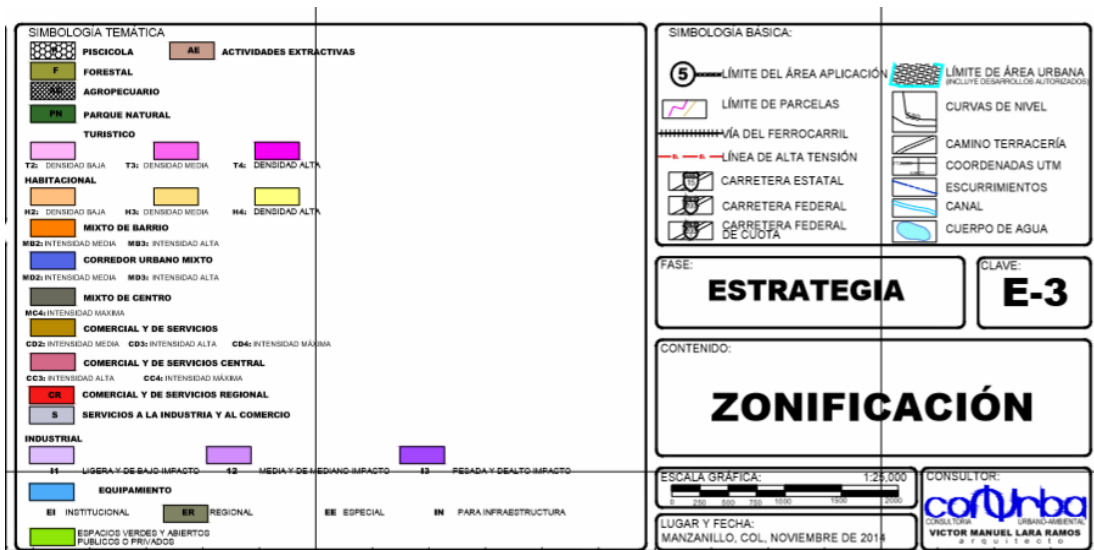 SIMBOLOGÍA TEMÁTICA
PISCICOLA
AE ACTIVIDADES EXTRACTIVAS
F FORESTAL
AGROPECUARIO
PN PARQUE NATURAL
TURISTICO
T2: DENSIDAD BAJA T3: DENSIDAD MEDIA T4: DENSIDAD ALTA
HABITACIONAL
H2: DENSIDAD BAJA H3: DENSIDAD MEDIA H4: DENSIDAD ALTA
MIXTO DE BARRIO
MB2: INTENSIDAD MEDIA MB3: INTENSIDAD ALTA
CORREDOR URBANO MIXTO
MD2: INTENSIDAD MEDIA MD3: INTENSIDAD ALTA
MIXTO DE CENTRO
MC4: INTENSIDAD MAXIMA
COMERCIAL Y DE SERVICIOS
CD2: INTENSIDAD MEDIA CD3: INTENSIDAD ALTA CD4: INTENSIDAD MÁXIMA
COMERCIAL Y DE SERVICIOS CENTRAL
CC3: INTENSIDAD ALTA CC4: INTENSIDAD MÁXIMA
CR COMERCIAL Y DE SERVICIOS REGIONAL
S SERVICIOS A LA INDUSTRIA Y AL COMERCIO
INDUSTRIAL
I1 LIGERA Y DE BAJO IMPACTO 12 MEDIA Y DE MEDIANO IMPACTO I3 PESADA Y DEALTO IMPACTO
EQUIPAMIENTO
EI INSTITUCIONAL ER REGIONAL EE ESPECIAL IN PARA INFRAESTRUCTURA
ESPACIOS VERDES Y ABIERTOS
PUBLICOS O PRIVADOS
SIMBOLOGÍA BÁSICA:
5 LÍMITE DEL ÁREA APLICACIÓN
LÍMITE DE PARCELAS
VÍA DEL FERROCARRIL
LÍNEA DE ALTA TENSIÓN
CARRETERA ESTATAL
CARRETERA FEDERAL
CARRETERA FEDERAL
DE CUOTA
LÍMITE DE ÁREA URBANA
(INCLUYE DESARROLLOS AUTORIZADOS)
CURVAS DE NIVEL
CAMINO TERRACERÍA
COORDENADAS UTM
ESCURRIMIENTOS
CANAL
CUERPO DE AGUA
FASE:
ESTRATEGIA
CLAVE:
E-3
CONTENIDO:
ZONIFICACIÓN
ESCALA GRÁFICA: 1:25,000
0 250 500 750 1000 1500 2000
LUGAR Y FECHA:
MANZANILLO, COL, NOVIEMBRE DE 2014
CONSULTOR:
conUrba
CONSULTORIA URBANO-AMBIENTAL
VICTOR MANUEL LARA RAMOS
arquitecto